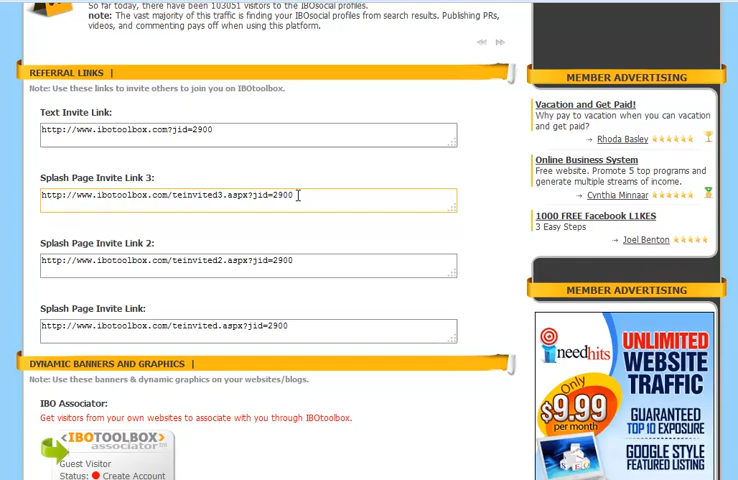 So far today, there have been 103051 visitors to the IBOsocial profiles.
note: The vast majority of this traffic is finding your IBOsocial profiles from search results. Publishing PRs,
videos, and commenting pays off when using this platform.
REFERRAL LINKS |
Note: Use these links to invite others to join you on IBOtoolbox.
Text Invite Link:
http://www.ibotoolbox.com?jid=2900
Splash Page Invite Link 3:
http://www.ibotoolbox.com/teinvited3.aspx?jid=2900
Splash Page Invite Link 2:
http://www.ibotoolbox.com/teinvited2.aspx?jid=2900
Splash Page Invite Link:
http://www.ibotoolbox.com/teinvited.aspx?jid=2900
DYNAMIC BANNERS AND GRAPHICS |
Note: Use these banners & dynamic graphics on your websites/blogs.
IBO Associator:
Get visitors from your own websites to associate with you through IBOtoolbox.
<IBOTOOLBOX>
associator
Guest Visitor
Status: Create Account
MEMBER ADVERTISING
Vacation and Get Paid!
Why pay to vacation when you can vacation
and get paid?
Rhoda Basley
Online Business System
Free website. Promote 5 top programs and
generate multiple streams of income.
Cynthia Minnaar
1000 FREE Facebook L1KES
3 Easy Steps
Joel Benton
MEMBER ADVERTISING
ineedhits
UNLIMITED
WEBSITE
TRAFFIC
Only
$9.99
per month
GUARANTEED
TOP 10 EXPOSURE
GOOGLE STYLE
FEATURED LISTING